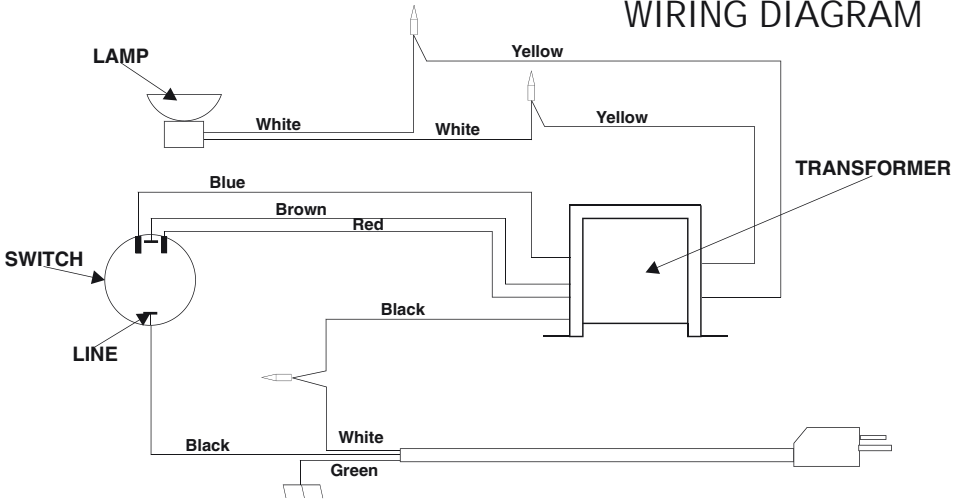 WIRING DIAGRAM
LAMP
Yellow
White
White
Yellow
TRANSFORMER
Blue
Brown
Red
SWITCH
Black
LINE
White
Black
Green